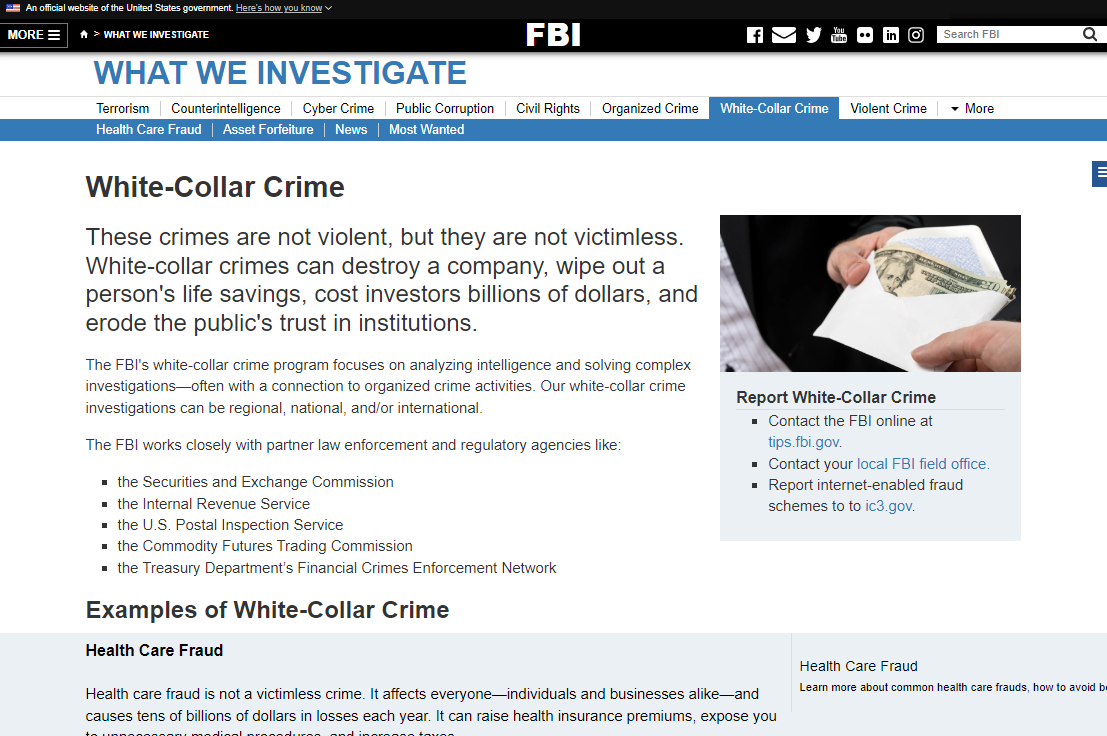 An official website of the United States government. Here's how you know
MORE
> WHAT WE INVESTIGATE
FBI
You
Tube
in
Search FBI
WHAT WE INVESTIGATE
Terrorism
Counterintelligence
Cyber Crime
Public Corruption
Civil Rights
Organized Crime
White-Collar Crime
Violent Crime
More
Health Care Fraud
Asset Forfeiture
News
Most Wanted
White-Collar Crime
These crimes are not violent, but they are not victimless.
White-collar crimes can destroy a company, wipe out a
person's life savings, cost investors billions of dollars, and
erode the public's trust in institutions.
The FBI's white-collar crime program focuses on analyzing intelligence and solving complex
investigations—often with a connection to organized crime activities. Our white-collar crime
investigations can be regional, national, and/or international.
The FBI works closely with partner law enforcement and regulatory agencies like:
the Securities and Exchange Commission
the Internal Revenue Service
the U.S. Postal Inspection Service
the Commodity Futures Trading Commission
the Treasury Department’s Financial Crimes Enforcement Network
20
Report White-Collar Crime
Contact the FBI online at
tips.fbi.gov.
Contact your local FBI field office.
Report internet-enabled fraud
schemes to to ic3.gov.
Examples of White-Collar Crime
Health Care Fraud
Health care fraud is not a victimless crime. It affects everyone—individuals and businesses alike—and
causes tens of billions of dollars in losses each year. It can raise health insurance premiums, expose you
to unnecessary medical procedures, and increase taxes.
Health Care Fraud
Learn more about common health care frauds, how to avoid be